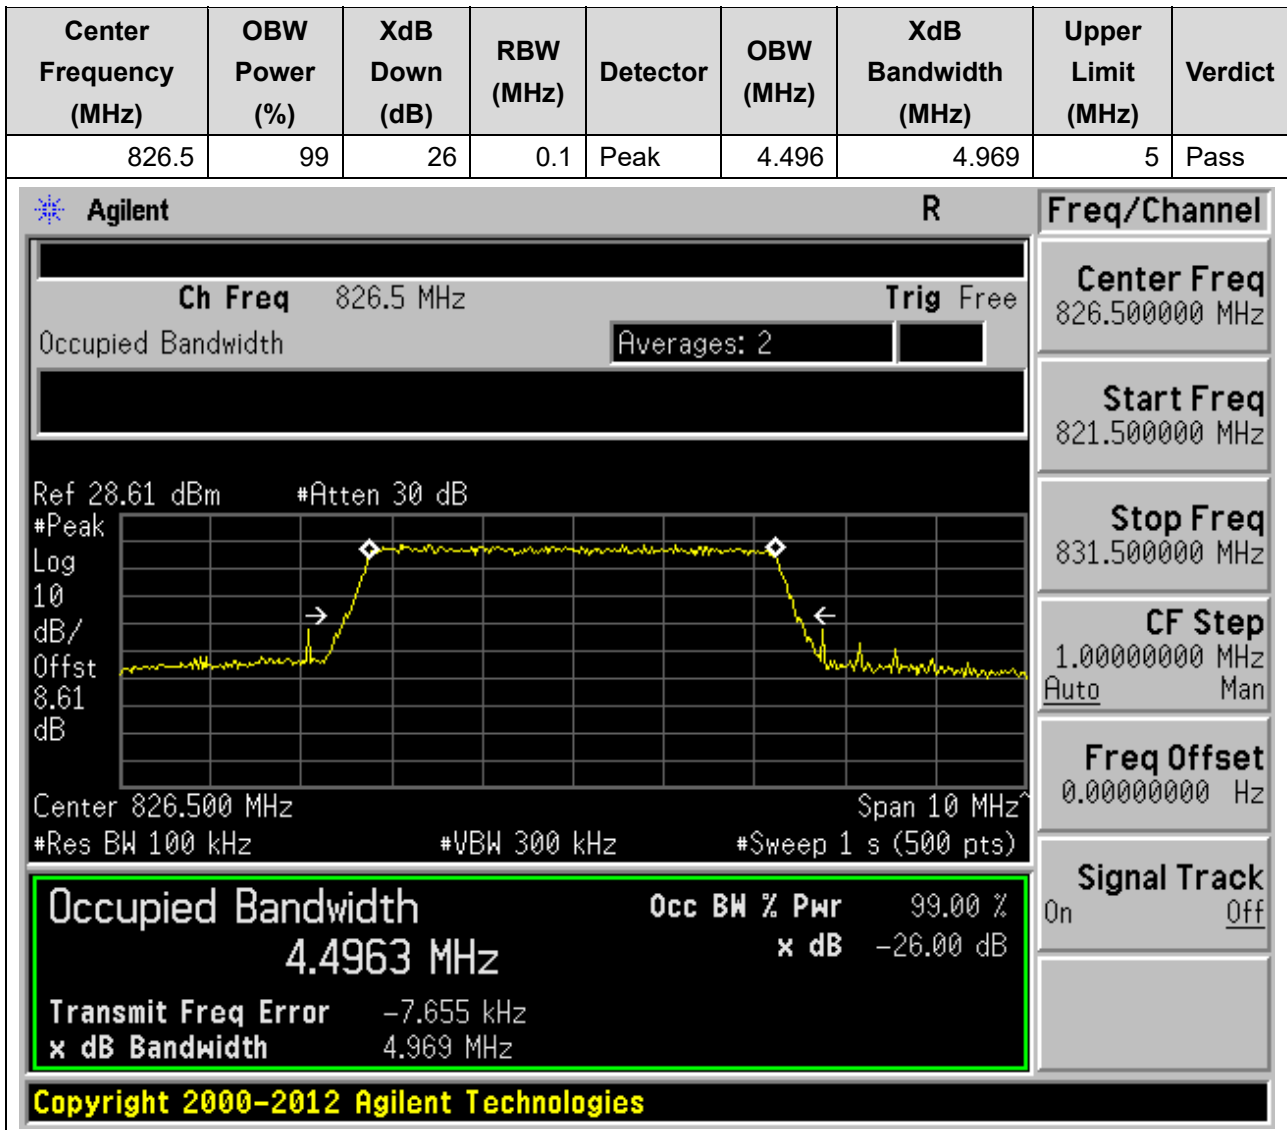 Center Frequency (MHz) OBW Power (%) XdB Down (dB) RBW (MHz) Detector OBW (MHz) XdB Bandwidth (MHz) Upper Limit (MHz) Verdict
826.5 99 26 0.1 Peak 4.496 4.969 5 Pass
Agilent R Freq/Channel
Ch Freq 826.5 MHz Trig Free
Occupied Bandwidth Averages: 2
Center Freq
826.500000 MHz
Start Freq
821.500000 MHz
Stop Freq
831.500000 MHz
CF Step
1.00000000 MHz
Auto Man
Freq Offset
0.00000000 Hz
Signal Track
On Off
Ref 28.61 dBm #Atten 30 dB
#Peak
Log
10
dB/
Offst
8.61
dB
Center 826.500 MHz Span 10 MHz^
#Res BW 100 kHz #VBW 300 kHz #Sweep 1 s (500 pts)
Occupied Bandwidth Occ BW % Pwr 99.00 %
4.4963 MHz x dB -26.00 dB
Transmit Freq Error -7.655 kHz
x dB Bandwidth 4.969 MHz
Copyright 2000-2012 Agilent Technologies